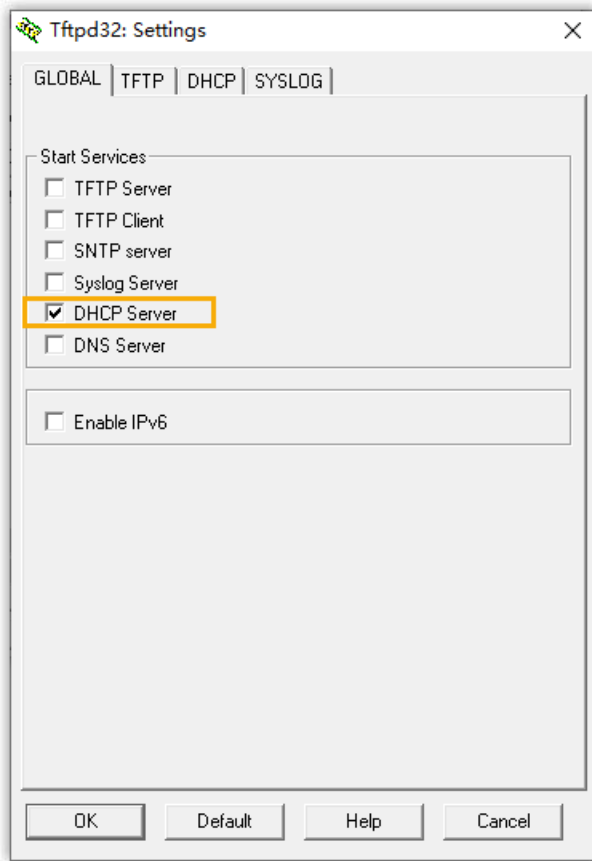 Tftpd32: Settings
GLOBAL TFTP DHCP SYSLOG
Start Services
TFTP Server
TFTP Client
SNTP server
Syslog Server
DHCP Server
DNS Server
Enable IPv6
OK Default Help Cancel